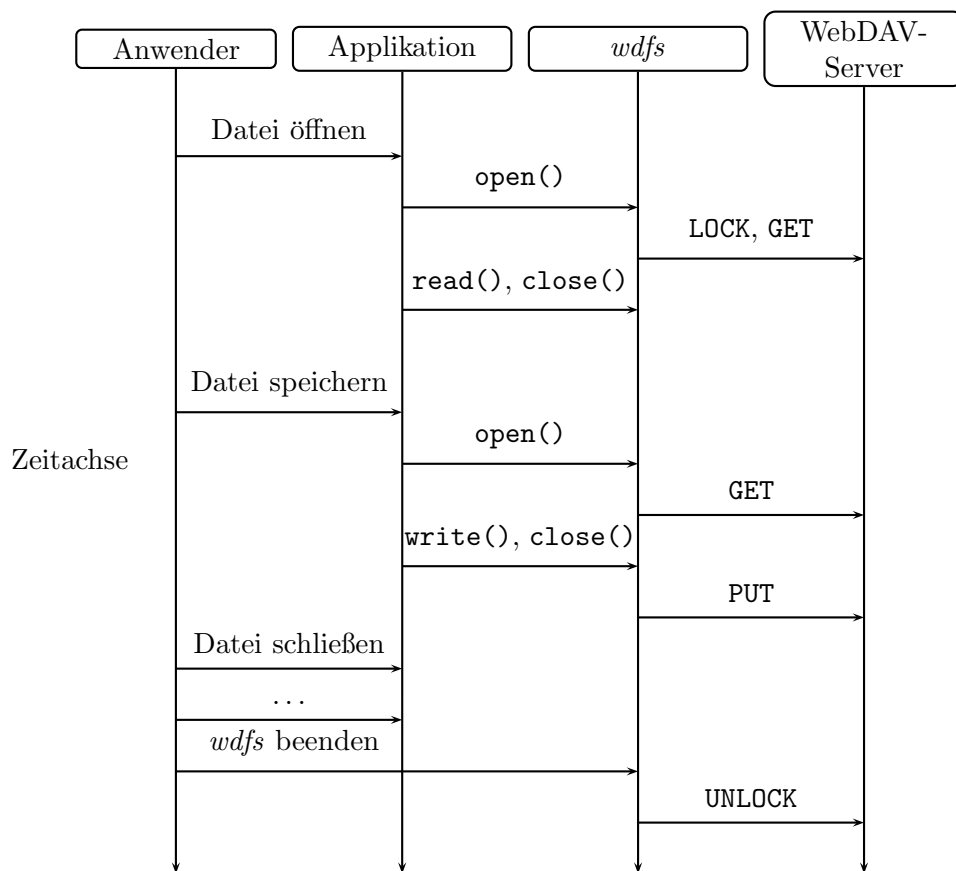 Anwender
Applikation
wdfs
WebDAV-
Server
Datei öffnen
open()
LOCK, GET
read(), close()
Datei speichern
open()
Zeitachse
GET
write(), close()
PUT
Datei schließen
...
wdfs beenden
UNLOCK